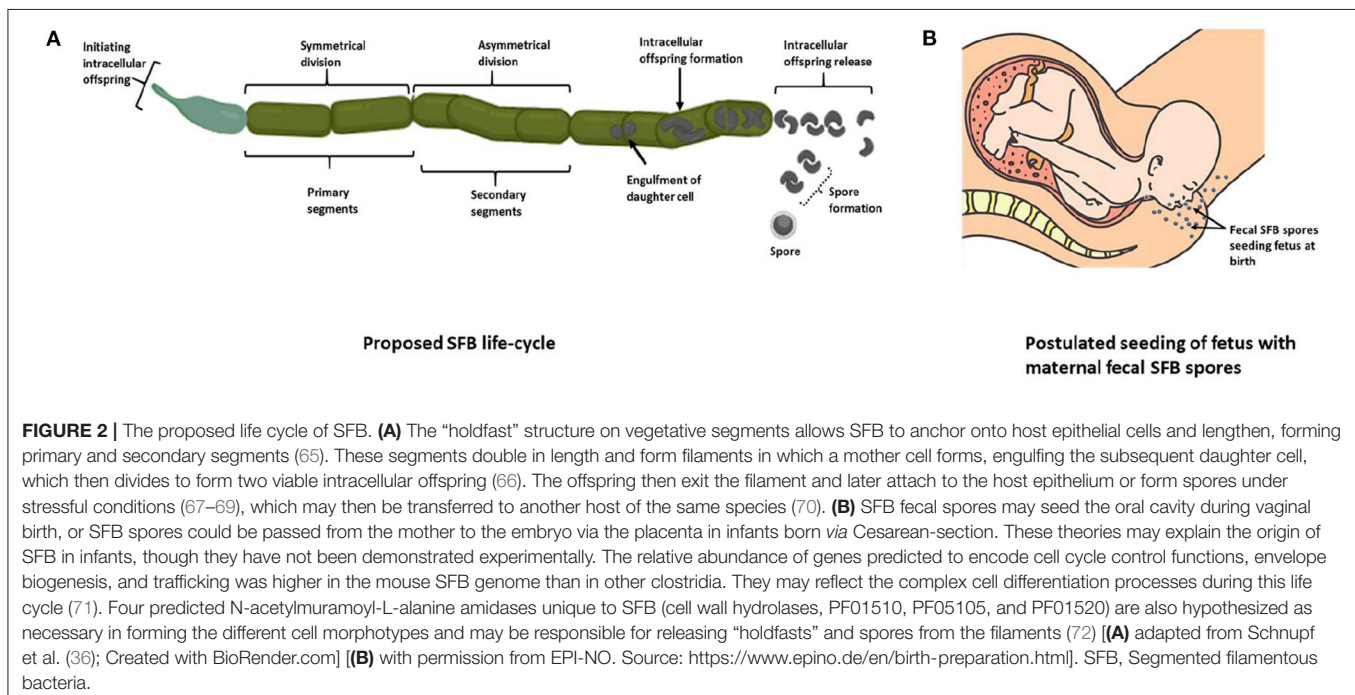 A
Initiating
intracellular
offspring
Symmetrical
division
Asymmetrical
division
Intracellular
offspring formation
Intracellular
offspring release
Primary
segments
Secondary
segments
Engulfment of
daughter cell
Spore
formation
Spore
Proposed SFB life-cycle
B
Fecal SFB spores
seeding fetus at
birth
Postulated seeding of fetus with
maternal fecal SFB spores
FIGURE 2 | The proposed life cycle of SFB. (A) The “holdfast” structure on vegetative segments allows SFB to anchor onto host epithelial cells and lengthen, forming
primary and secondary segments (65). These segments double in length and form filaments in which a mother cell forms, engulfing the subsequent daughter cell,
which then divides to form two viable intracellular offspring (66). The offspring then exit the filament and later attach to the host epithelium or form spores under
stressful conditions (67–69), which may then be transferred to another host of the same species (70). (B) SFB fecal spores may seed the oral cavity during vaginal
birth, or SFB spores could be passed from the mother to the embryo via the placenta in infants born via Cesarean-section. These theories may explain the origin of
SFB in infants, though they have not been demonstrated experimentally. The relative abundance of genes predicted to encode cell cycle control functions, envelope
biogenesis, and trafficking was higher in the mouse SFB genome than in other clostridia. They may reflect the complex cell differentiation processes during this life
cycle (71). Four predicted N-acetylmuramoyl-L-alanine amidases unique to SFB (cell wall hydrolases, PF01510, PF05105, and PF01520) are also hypothesized as
necessary in forming the different cell morphotypes and may be responsible for releasing “holdfasts” and spores from the filaments (72) [(A) adapted from Schnupf
et al. (36); Created with BioRender.com] [(B) with permission from EPI-NO. Source: https://www.epino.de/en/birth-preparation.html]. SFB, Segmented filamentous
bacteria.